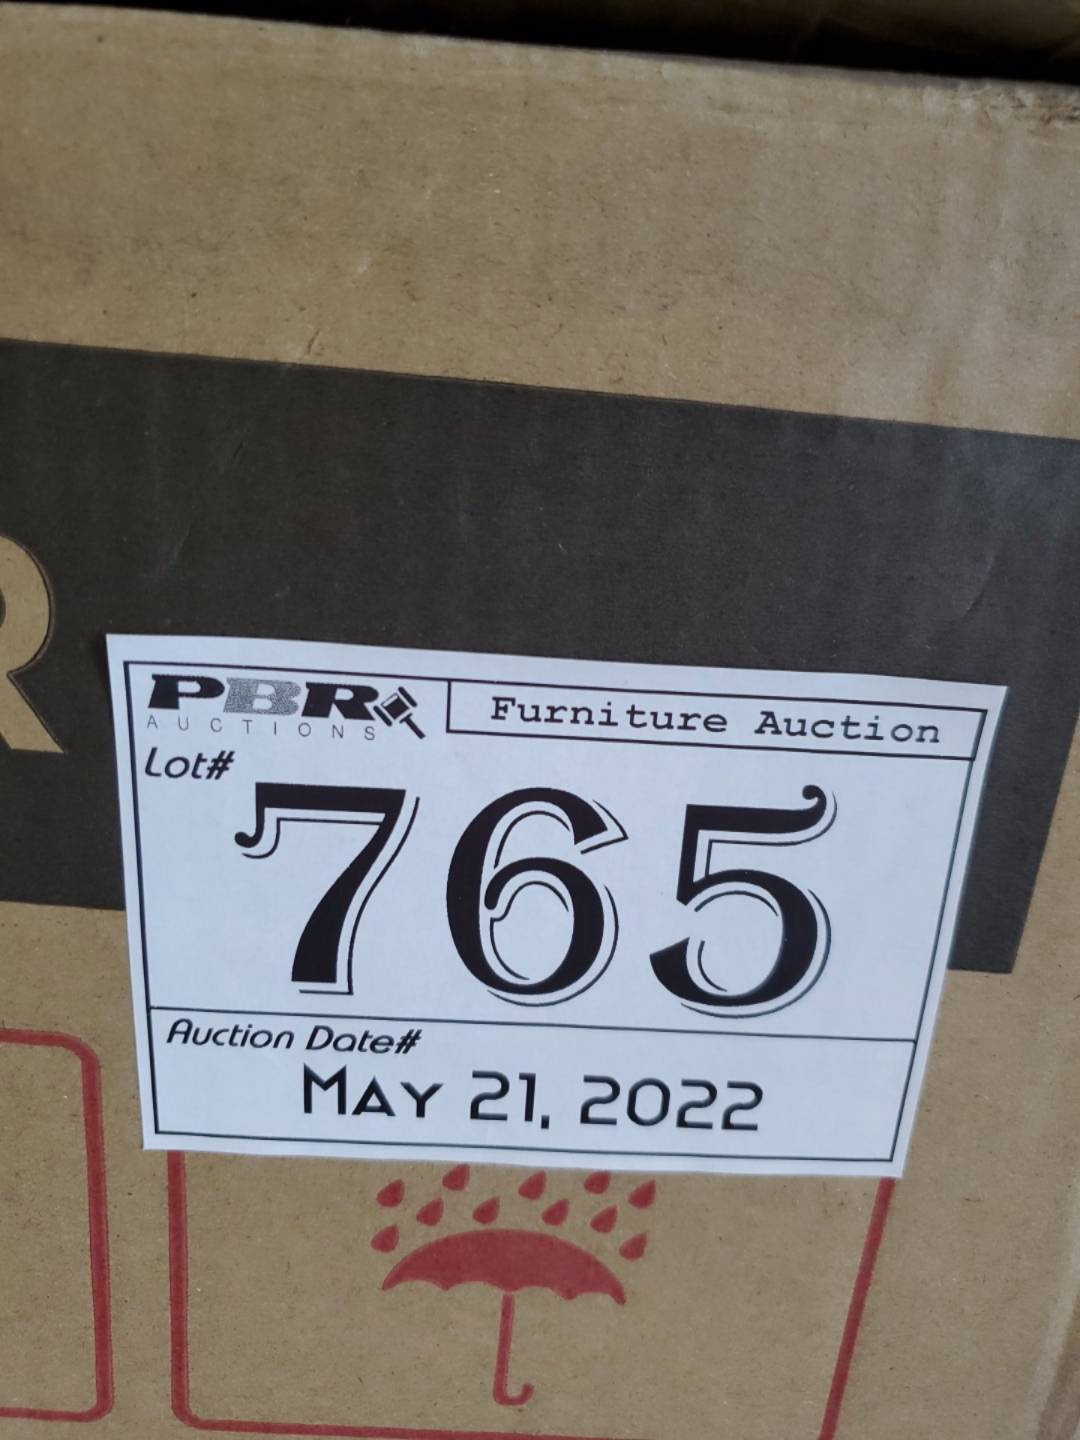 R
PBR
AUCTIONS
Furniture Auction
Lot#
765
Auction Date#
May 21, 2022